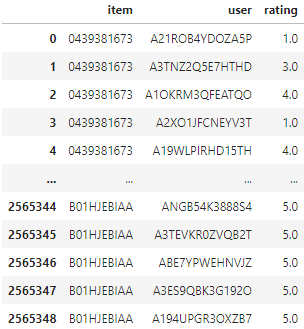 item user rating
0 0439381673 A21ROB4YDOZA5P 1.0
1 0439381673 A3TNZ2Q5E7HTHD 3.0
2 0439381673 A1OKRM3QFEATQO 4.0
3 0439381673 A2XO1JFCNEYV3T 1.0
4 0439381673 A19WLPIRHD15TH 4.0
... ... ... ...
2565344 B01HJEBIAA ANGB54K3888S4 5.0
2565345 B01HJEBIAA A3TEVKR0ZVQB2T 5.0
2565346 B01HJEBIAA ABE7YPWEHNVJZ 5.0
2565347 B01HJEBIAA A3ES9QBK3G192O 5.0
2565348 B01HJEBIAA A194UPGR3OXZB7 5.0